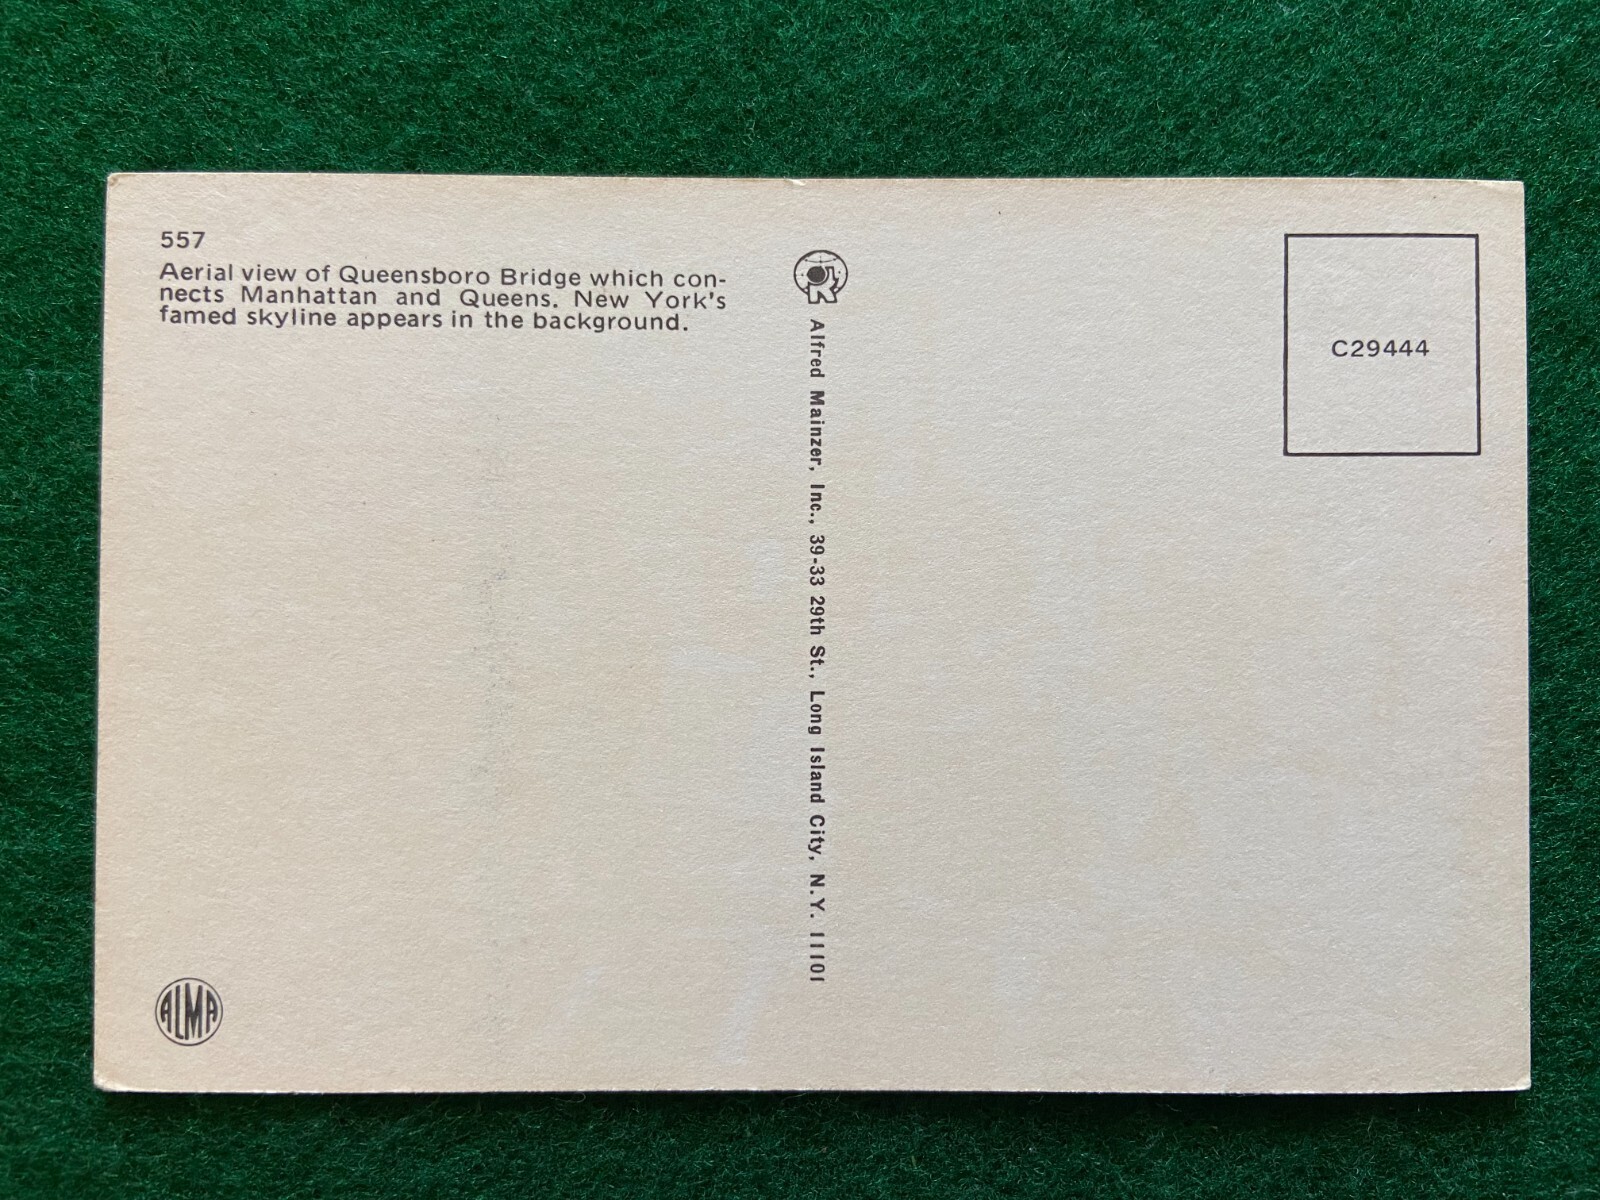 557
Aerial view of Queensboro Bridge which con-
nects Manhattan and Queens. New York's
famed skyline appears in the background.
Alfred Mainzer, Inc., 39-33 29th St., Long Island City, N.Y. 11101
C29444
ALMA